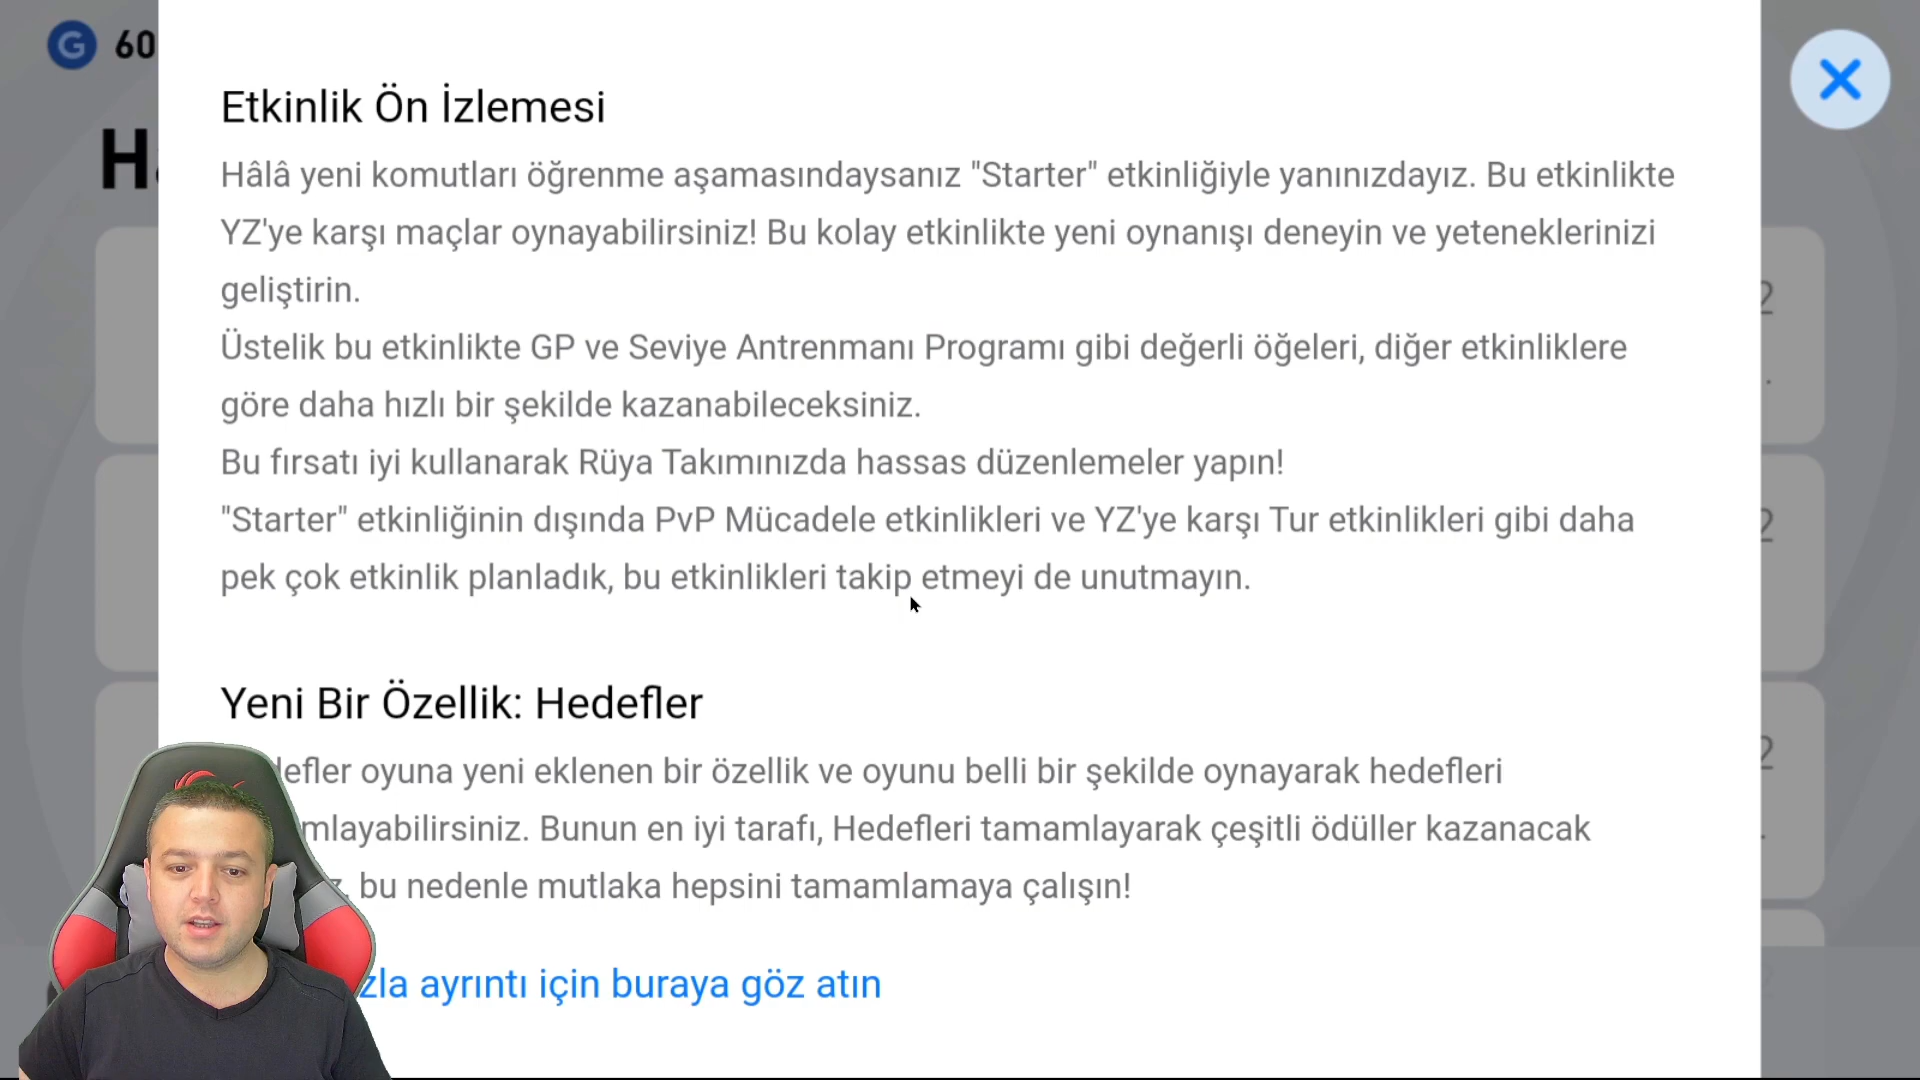 G 60
Etkinlik Ön İzlemesi
Hâlâ yeni komutları öğrenme aşamasındaysanız "Starter" etkinliğiyle yanınızdayız. Bu etkinlikte
YZ'ye karşı maçlar oynayabilirsiniz! Bu kolay etkinlikte yeni oynanışı deneyin ve yeteneklerinizi
geliştirin.
Üstelik bu etkinlikte GP ve Seviye Antrenmanı Programı gibi değerli öğeleri, diğer etkinliklere
göre daha hızlı bir şekilde kazanabileceksiniz.
Bu fırsatı iyi kullanarak Rüya Takımınızda hassas düzenlemeler yapın!
"Starter" etkinliğinin dışında PvP Mücadele etkinlikleri ve YZ'ye karşı Tur etkinlikleri gibi daha
pek çok etkinlik planladık, bu etkinlikleri takip etmeyi de unutmayın.
Yeni Bir Özellik: Hedefler
oyuna yeni eklenen bir özellik ve oyunu belli bir şekilde oynayarak hedefleri
Bunun en iyi tarafı, Hedefleri tamamlayarak çeşitli ödüller kazanacak
bu nedenle mutlaka hepsini tamamlamaya çalışın!
ayrıntı için buraya göz atın